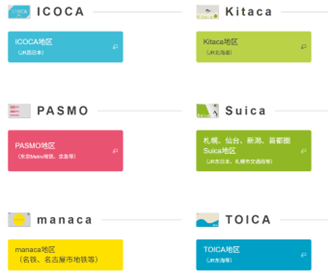 ICOCA
Kitaca
ICOCA地区
（JR西日本）
Kitaca地区
（JR北海道）
PASMO
Suica
PASMO地区
（东京Metro地铁、京急等）
札幌、仙台、新潟、首都圈
Suica地区
（JR东日本、札幌市交通局等）
manaca
TOICA
manaca地区
（名铁、名古屋市地铁等）
TOICA地区
（JR东海等）